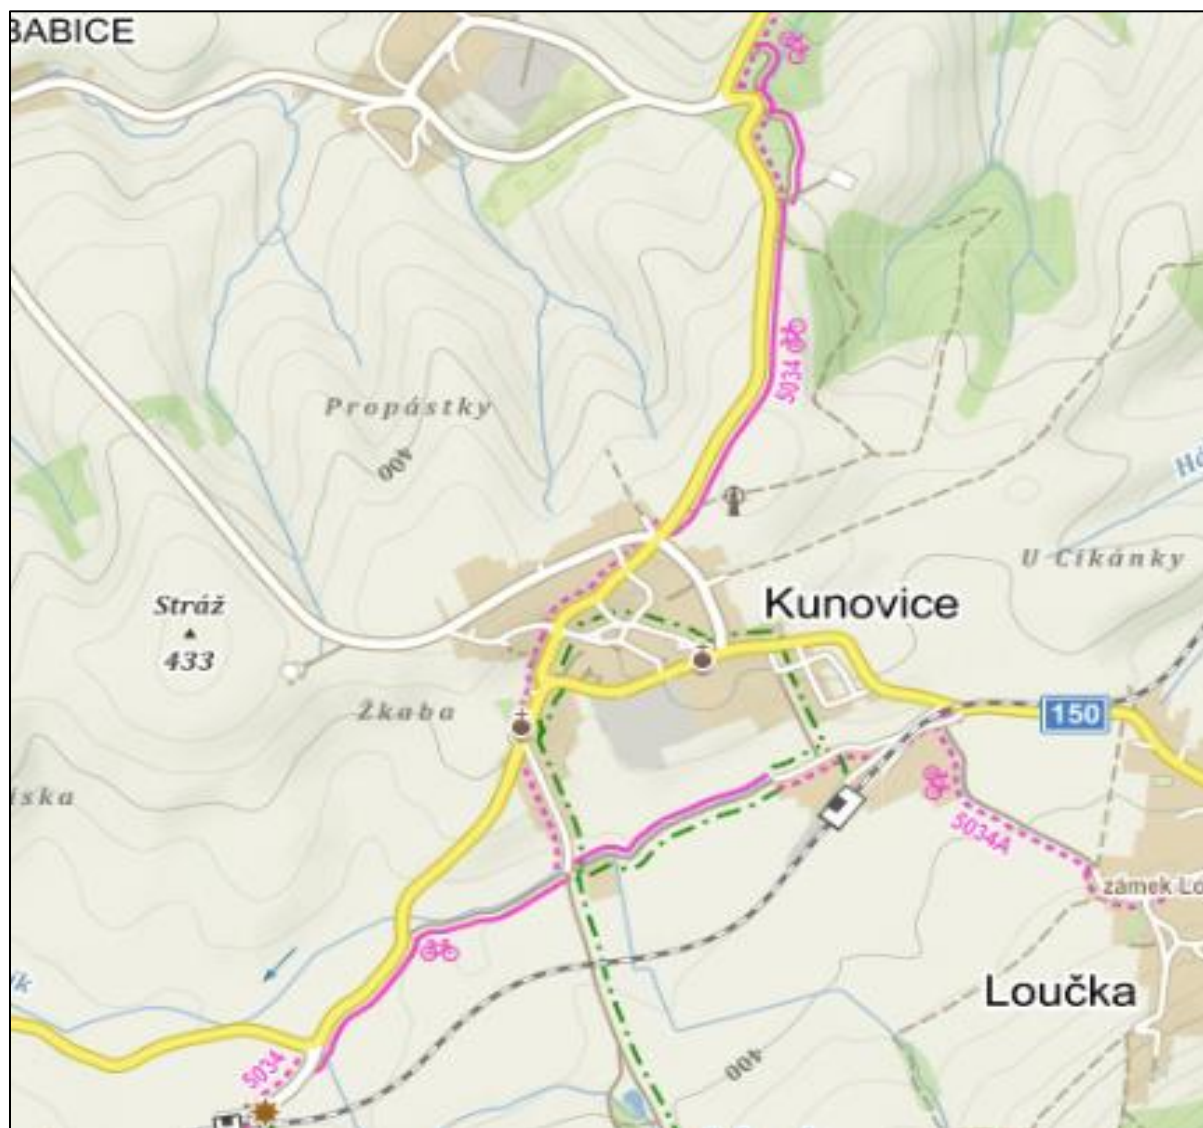 BABICE
5034
Propástky
400
U Cikánky
Stráž
433
Kunovice
Žkaba
150
5034A
zámek Lo
Loučka
400
5034